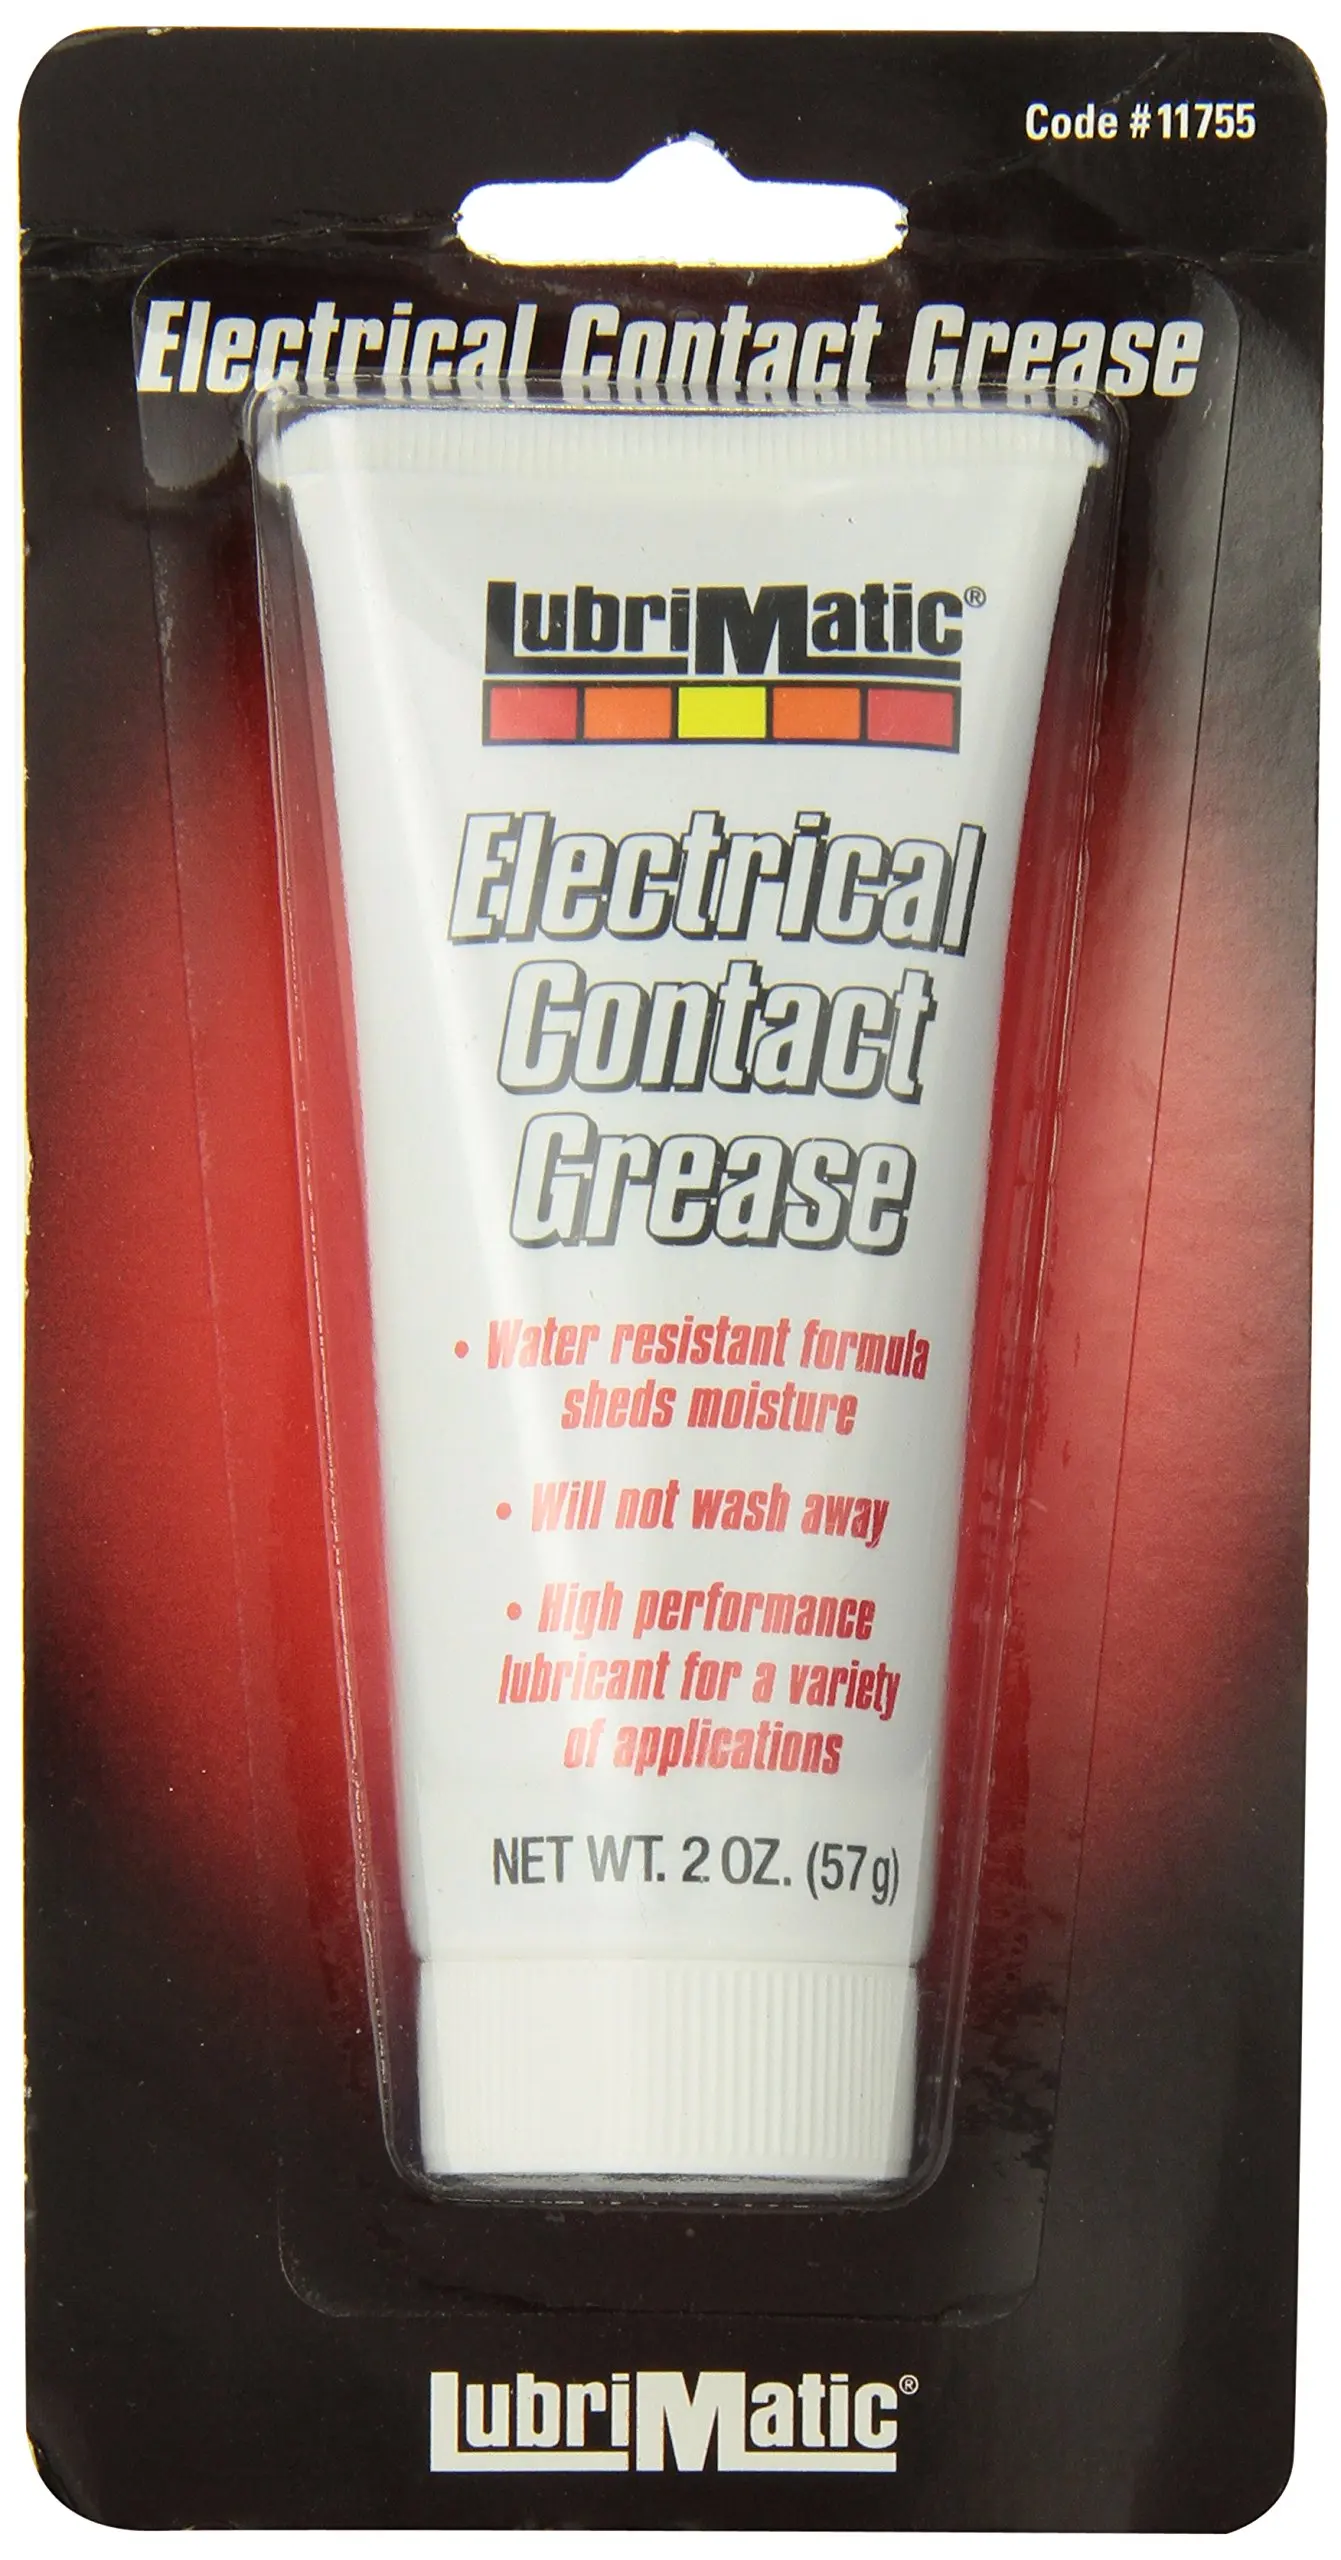 Code #11755
Electrical Contact Grease
LubriMatic®
Electrical
Contact
Grease
• Water resistant formula
sheds moisture
• Will not wash away
• High performance
lubricant for a variety
of applications
NET WT. 2 OZ. (57g)
LubriMatic®